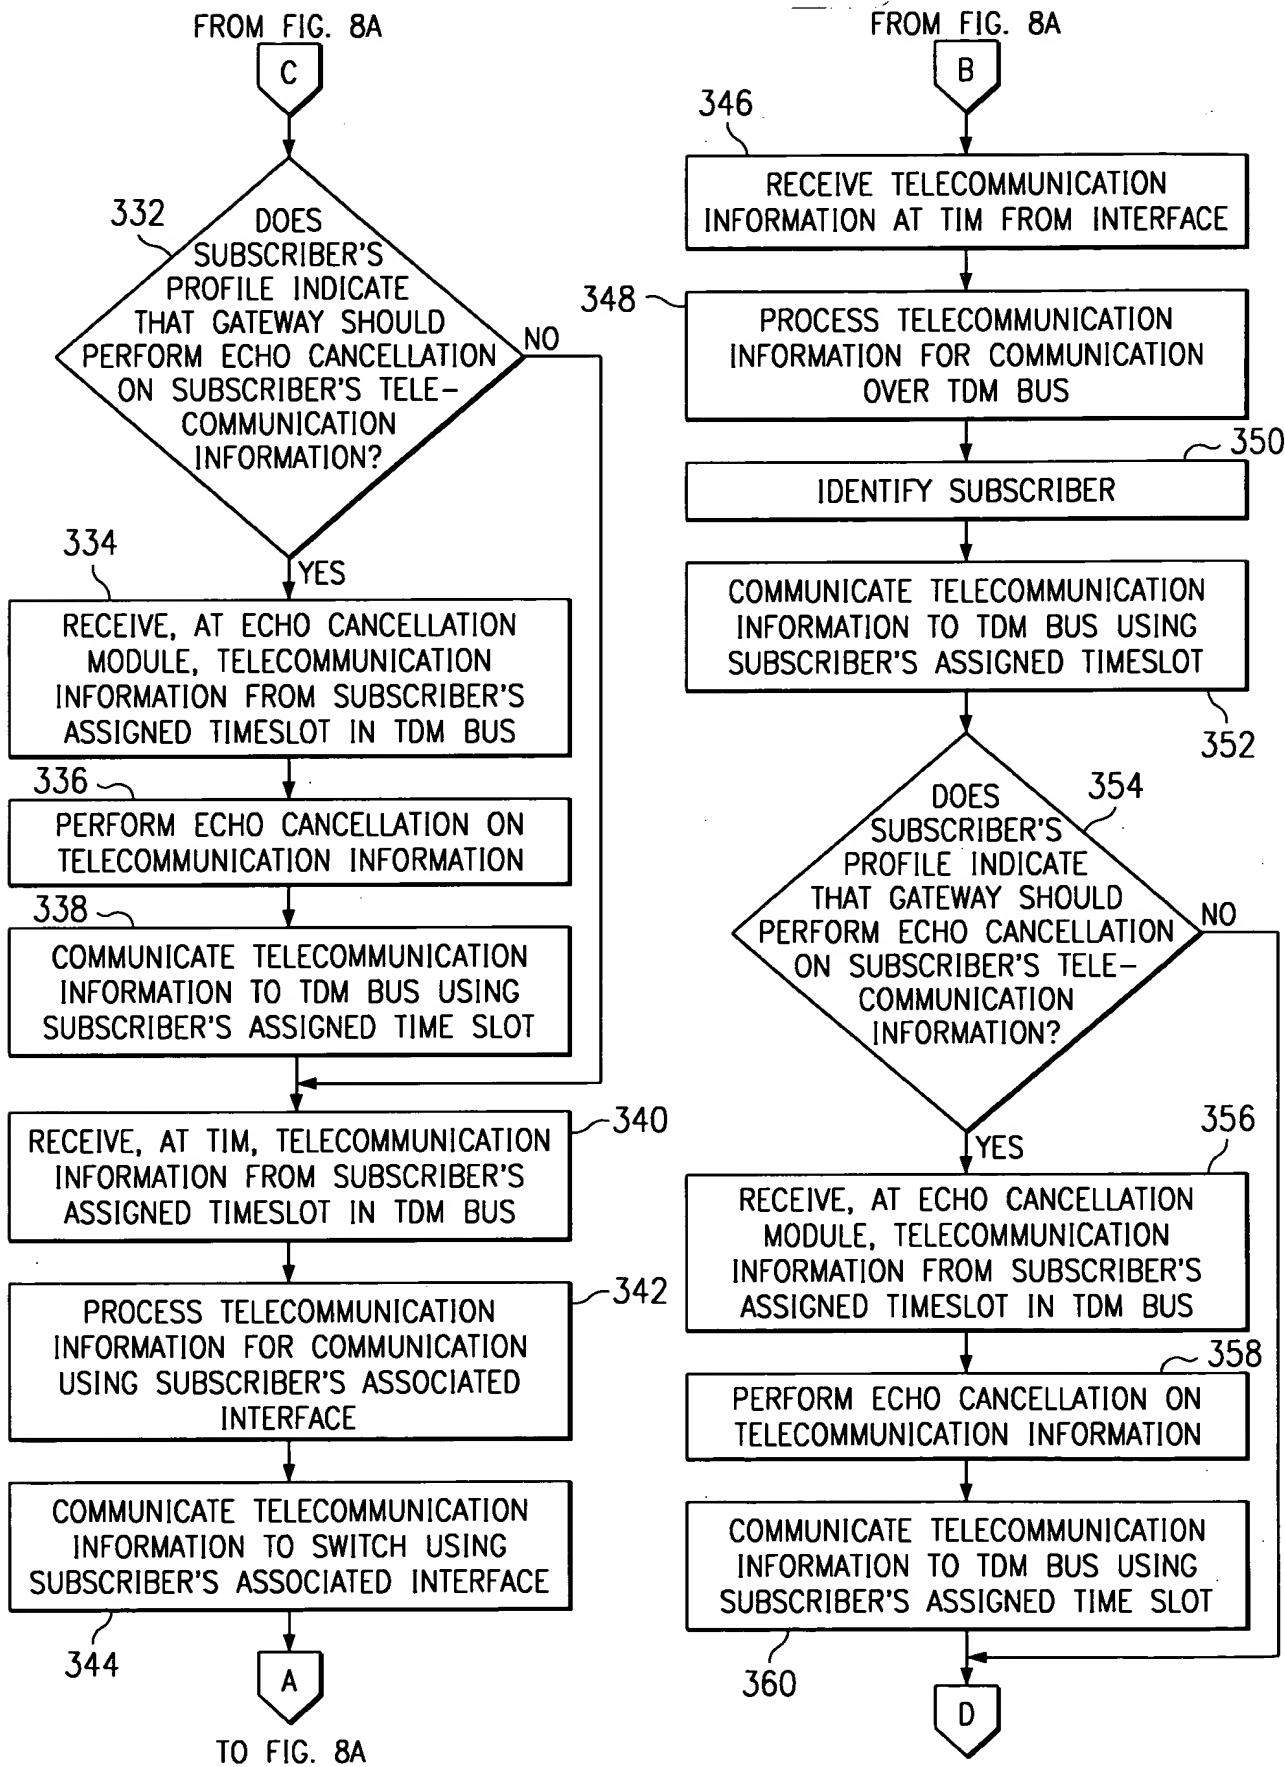 FROM FIG. 8A
C
332
DOES
SUBSCRIBER'S
PROFILE INDICATE
THAT GATEWAY SHOULD
PERFORM ECHO CANCELLATION
ON SUBSCRIBER'S TELE-
COMMUNICATION
INFORMATION?
NO
YES
334
RECEIVE, AT ECHO CANCELLATION
MODULE, TELECOMMUNICATION
INFORMATION FROM SUBSCRIBER'S
ASSIGNED TIMESLOT IN TDM BUS
336
PERFORM ECHO CANCELLATION ON
TELECOMMUNICATION INFORMATION
338
COMMUNICATE TELECOMMUNICATION
INFORMATION TO TDM BUS USING
SUBSCRIBER'S ASSIGNED TIME SLOT
340
RECEIVE, AT TIM, TELECOMMUNICATION
INFORMATION FROM SUBSCRIBER'S
ASSIGNED TIMESLOT IN TDM BUS
342
PROCESS TELECOMMUNICATION
INFORMATION FOR COMMUNICATION
USING SUBSCRIBER'S ASSOCIATED
INTERFACE
COMMUNICATE TELECOMMUNICATION
INFORMATION TO SWITCH USING
SUBSCRIBER'S ASSOCIATED INTERFACE
344
A
TO FIG. 8A
FROM FIG. 8A
B
346
RECEIVE TELECOMMUNICATION
INFORMATION AT TIM FROM INTERFACE
348
PROCESS TELECOMMUNICATION
INFORMATION FOR COMMUNICATION
OVER TDM BUS
350
IDENTIFY SUBSCRIBER
COMMUNICATE TELECOMMUNICATION
INFORMATION TO TDM BUS USING
SUBSCRIBER'S ASSIGNED TIMESLOT
352
354
DOES
SUBSCRIBER'S
PROFILE INDICATE
THAT GATEWAY SHOULD
PERFORM ECHO CANCELLATION
ON SUBSCRIBER'S TELE-
COMMUNICATION
INFORMATION?
NO
YES
356
RECEIVE, AT ECHO CANCELLATION
MODULE, TELECOMMUNICATION
INFORMATION FROM SUBSCRIBER'S
ASSIGNED TIMESLOT IN TDM BUS
358
PERFORM ECHO CANCELLATION ON
TELECOMMUNICATION INFORMATION
COMMUNICATE TELECOMMUNICATION
INFORMATION TO TDM BUS USING
SUBSCRIBER'S ASSIGNED TIME SLOT
360
D